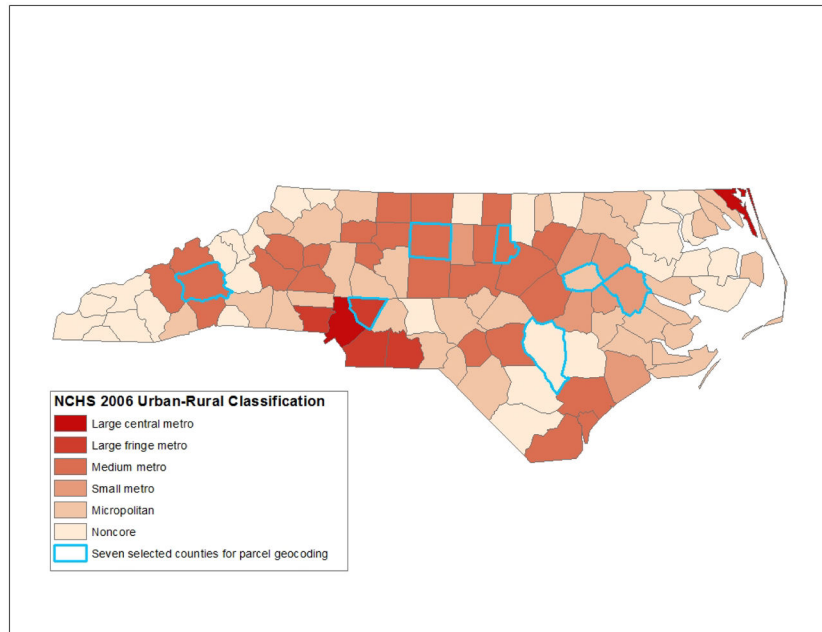 NCHS 2006 Urban-Rural Classification
Large central metro
Large fringe metro
Medium metro
Small metro
Micropolitan
Noncore
Seven selected counties for parcel geocoding